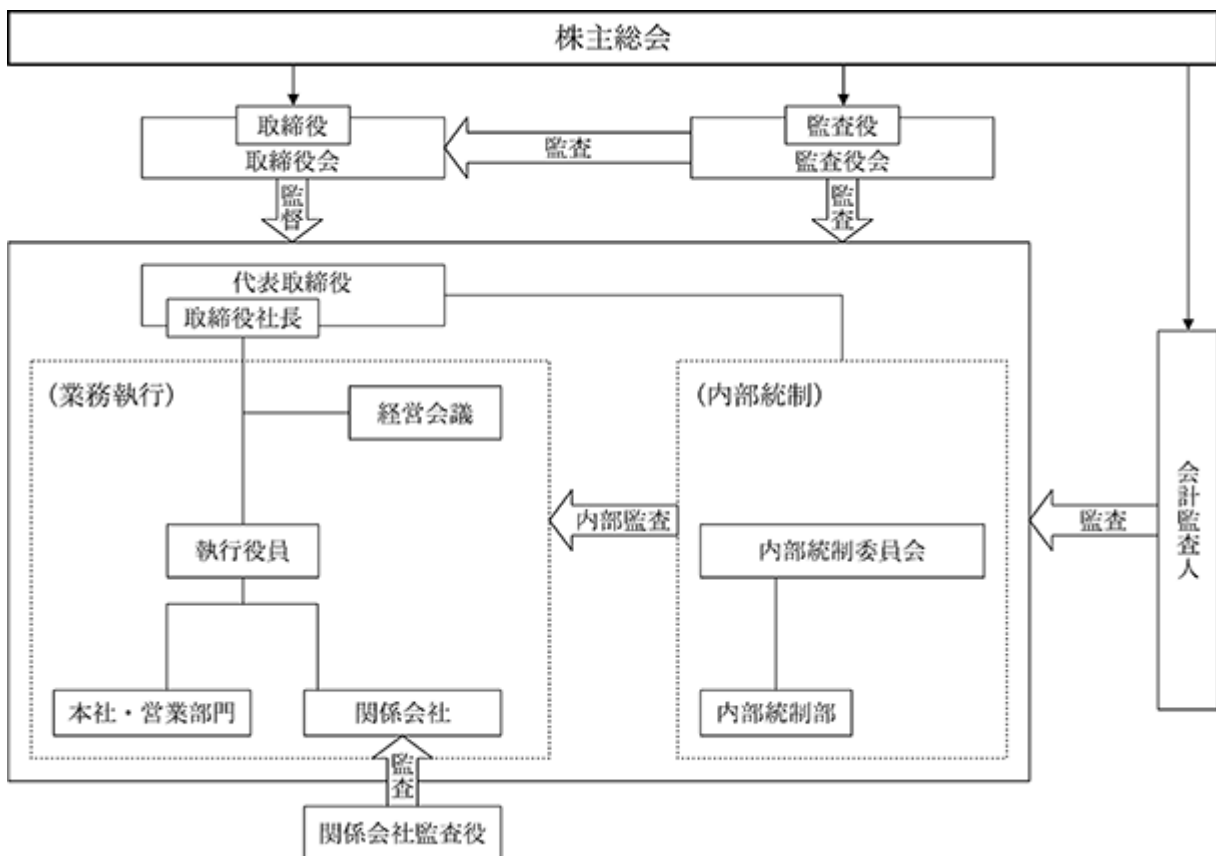 株主総会
取締役
監査役
取締役会
監査
監査役会
監督
監査
代表取締役
取締役社長
(業務執行)
(内部統制)
経営会議
会計監査人
内部監査
監査
執行役員
内部統制委員会
本社・営業部門
関係会社
内部統制部
監査
関係会社監査役